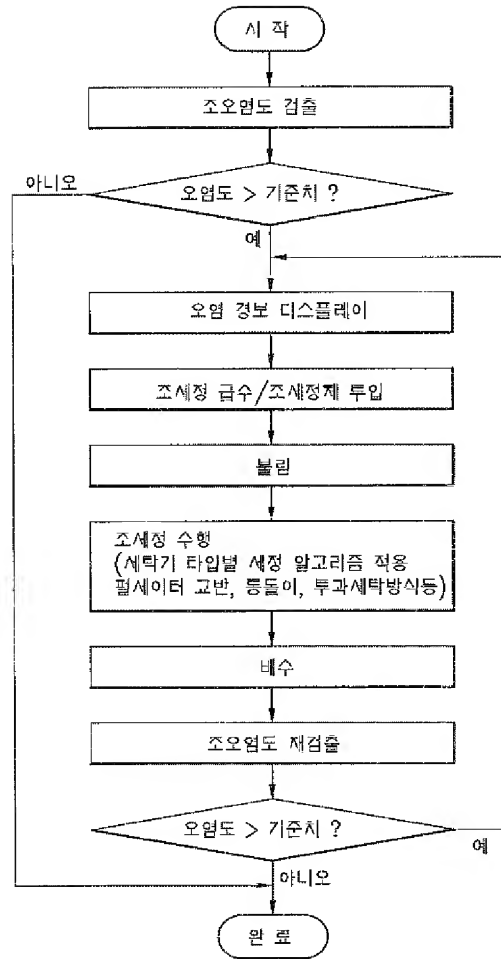 시 작
조오염도 검출
아니오
오염도 > 기준치 ?
예
오염 경보 디스플레이
조세정 급수/조세정제 투입
불림
조세정 수행
(세탁기 타입별 세정 알고리즘 적용
펄세이터 교반, 통돌이, 투과세탁방식등)
배수
조오염도 재검출
오염도 > 기준치 ?
예
아니오
완 료